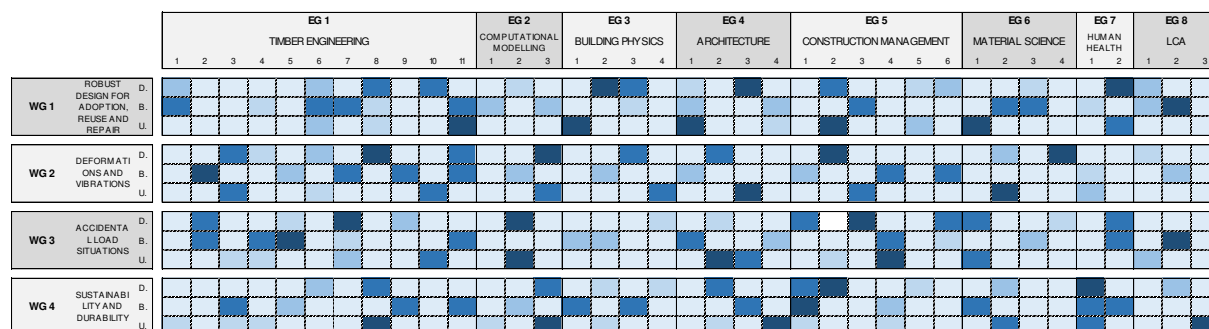 EG 1 EG 2 EG 3 EG 4 EG 5 EG 6 EG 7 EG 8
TIMBER ENGINEERING COMPUTATIONAL MODELLING BUILDING PHYSICS ARCHITECTURE CONSTRUCTION MANAGEMENT MATERIAL SCIENCE HUMAN HEALTH LCA
1 2 3 4 5 6 7 8 9 10 11 1 2 3 1 2 3 4 1 2 3 4 1 2 3 4 5 6 1 2 3 4 1 2 1 2 3
WG 1
ROBUST
DESIGN FOR
ADOPTION,
REUSE AND
REPAIR
D.
B.
U.
WG 2
DEFORMATI
ONS AND
VIBRATIONS
D.
B.
U.
WG 3
ACCIDENTA
L LOAD
SITUATIONS
D.
B.
U.
WG 4
SUSTAINABI
LITY AND
DURABILITY
D.
B.
U.